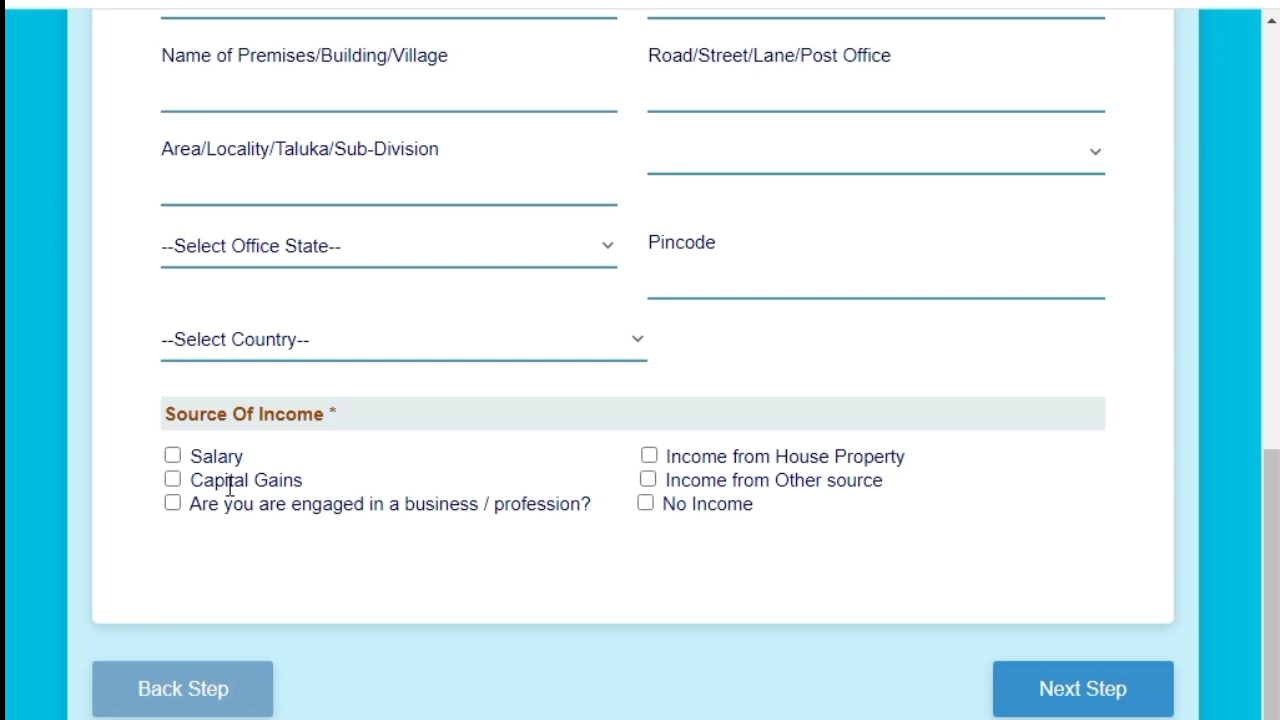 Name of Premises/Building/Village
Road/Street/Lane/Post Office
Area/Locality/Taluka/Sub-Division
--Select Office State--
Pincode
--Select Country--
Source Of Income *
Salary
Income from House Property
Capital Gains
Income from Other source
Are you are engaged in a business / profession?
No Income
Back Step
Next Step